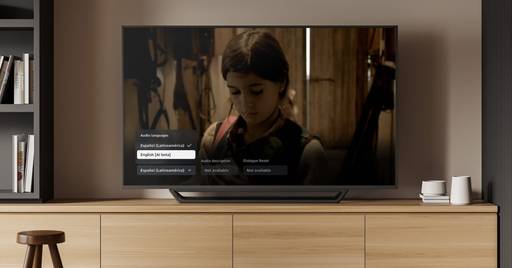 Audio languages
Español (Latinoamérica)
English [AI beta]
Audio description
Dialogue Boost
Español (Latinoamérica)
Not available
Not available